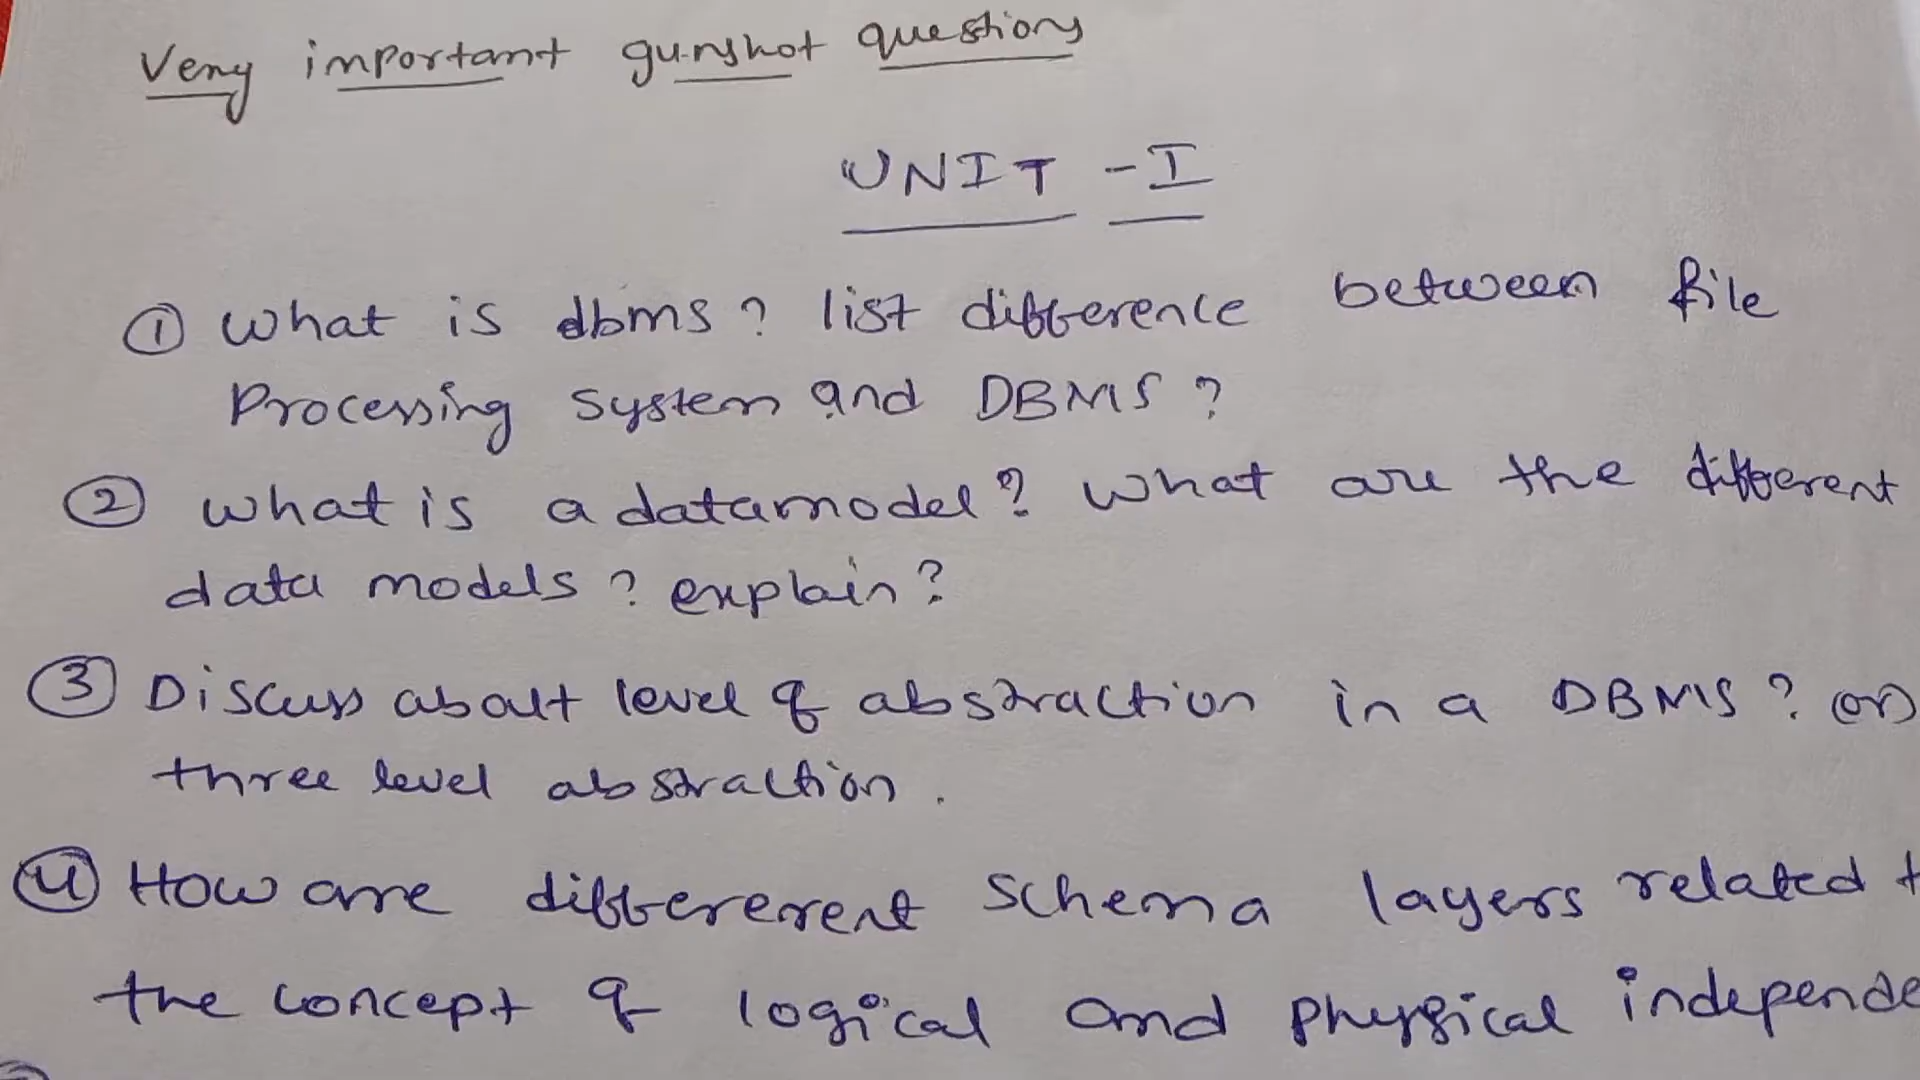 Very important gunshot questions
UNIT - I
① what is dbms? list difference between file
Processing system and DBMS?
② what is a datamodel? what are the different
data models? explain?
③ Discuss about level of abstraction in a DBMS? (or)
three level abstraction.
④ How are differerent schema layers related t
the concept of logical and physical independe